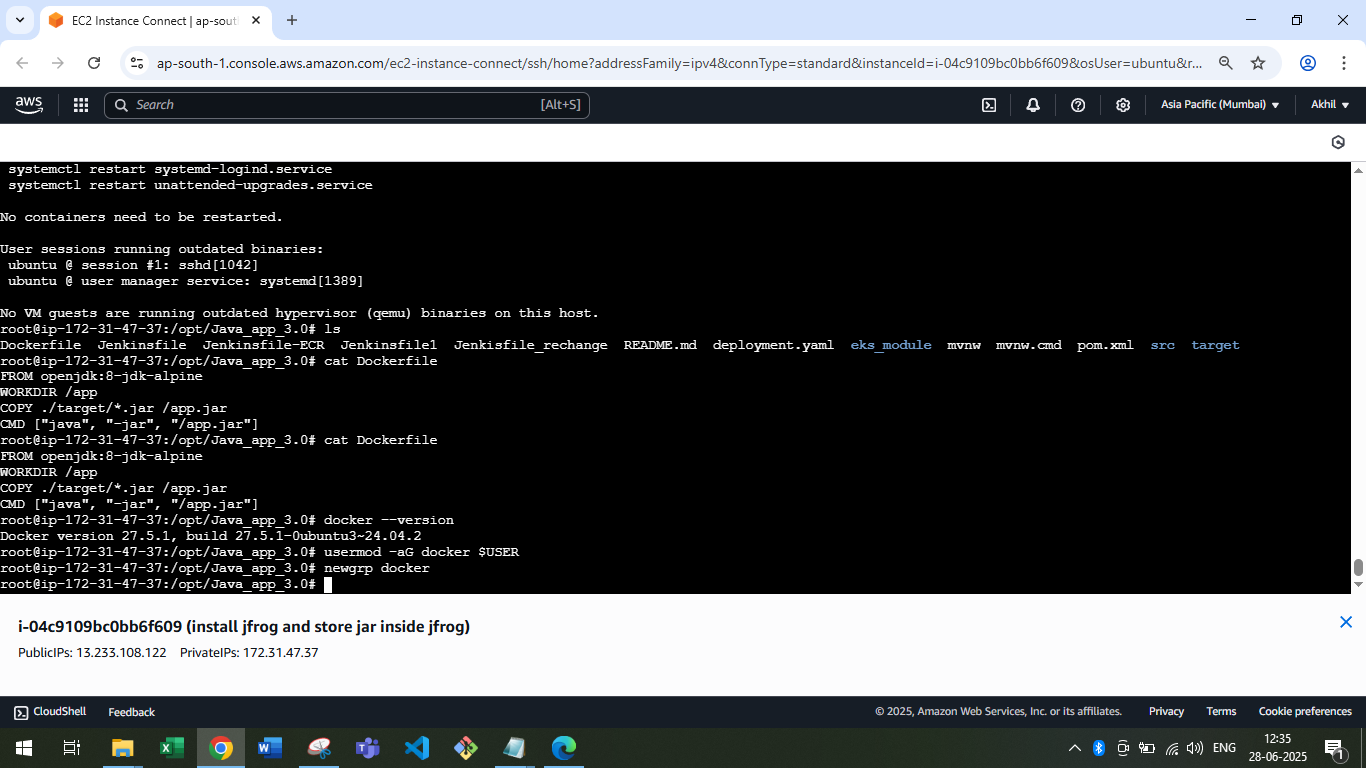 EC2 Instance Connect | ap-sout
ap-south-1.console.aws.amazon.com/ec2-instance-connect/ssh/home?addressFamily=ipv4&connType=standard&instanceId=i-04c9109bc0bb6f609&osUser=ubuntu&r...
aws Search [Alt+S] Asia Pacific (Mumbai) Akhil
systemctl restart systemd-logind.service
systemctl restart unattended-upgrades.service
No containers need to be restarted.
User sessions running outdated binaries:
ubuntu @ session #1: sshd[1042]
ubuntu @ user manager service: systemd[1389]
No VM guests are running outdated hypervisor (qemu) binaries on this host.
root@ip-172-31-47-37:/opt/Java_app_3.0# ls
Dockerfile Jenkinsfile Jenkinsfile-ECR Jenkinsfile1 Jenkisfile_rechange README.md deployment.yaml eks_module mvnw mvnw.cmd pom.xml src target
root@ip-172-31-47-37:/opt/Java_app_3.0# cat Dockerfile
FROM openjdk:8-jdk-alpine
WORKDIR /app
COPY ./target/*.jar /app.jar
CMD ["java", "-jar", "/app.jar"]
root@ip-172-31-47-37:/opt/Java_app_3.0# cat Dockerfile
FROM openjdk:8-jdk-alpine
WORKDIR /app
COPY ./target/*.jar /app.jar
CMD ["java", "-jar", "/app.jar"]
root@ip-172-31-47-37:/opt/Java_app_3.0# docker --version
Docker version 27.5.1, build 27.5.1-0ubuntu3~24.04.2
root@ip-172-31-47-37:/opt/Java_app_3.0# usermod -aG docker $USER
root@ip-172-31-47-37:/opt/Java_app_3.0# newgrp docker
root@ip-172-31-47-37:/opt/Java_app_3.0#
i-04c9109bc0bb6f609 (install jfrog and store jar inside jfrog)
PublicIPs: 13.233.108.122 PrivateIPs: 172.31.47.37
CloudShell Feedback © 2025, Amazon Web Services, Inc. or its affiliates. Privacy Terms Cookie preferences
ENG 12:35
28-06-2025 1